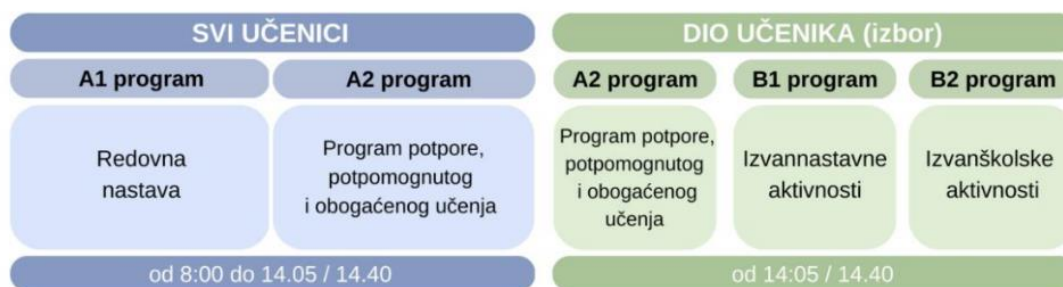 SVI UČENICI
A1 program
A2 program
Redovna
nastava
Program potpore,
potpomognutog
i obogaćenog učenja
od 8:00 do 14.05 / 14.40
DIO UČENIKA (izbor)
A2 program
B1 program
B2 program
Program potpore,
potpomognutog
i obogaćenog
učenja
Izvannastavne
aktivnosti
Izvanškolske
aktivnosti
od 14:05 / 14.40